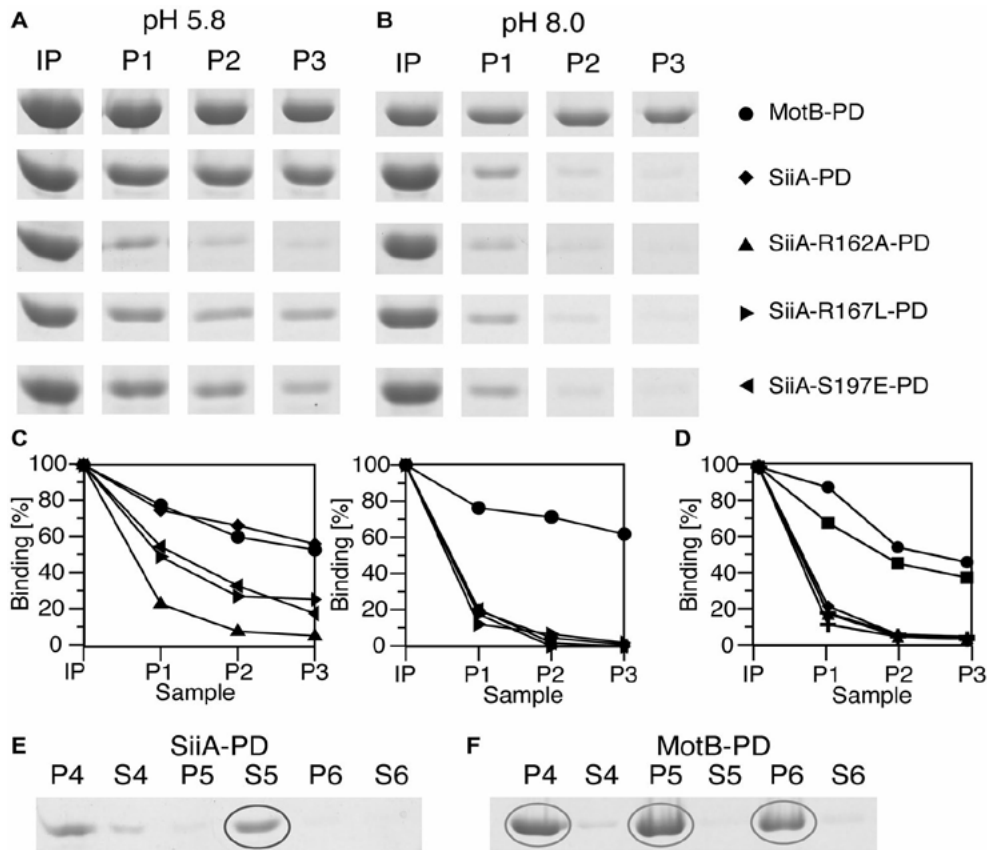 A pH 5.8 B pH 8.0
IP P1 P2 P3 IP P1 P2 P3
MotB-PD
SiiA-PD
SiiA-R162A-PD
SiiA-R167L-PD
SiiA-S197E-PD
C D
100 100 100
80 80 80
60 60 60
40 40 40
20 20 20
0 0 0
Binding [%] Binding [%] Binding [%]
IP P1 P2 P3 IP P1 P2 P3 IP P1 P2 P3
Sample Sample Sample
E SiiA-PD F MotB-PD
P4 S4 P5 S5 P6 S6 P4 S4 P5 S5 P6 S6